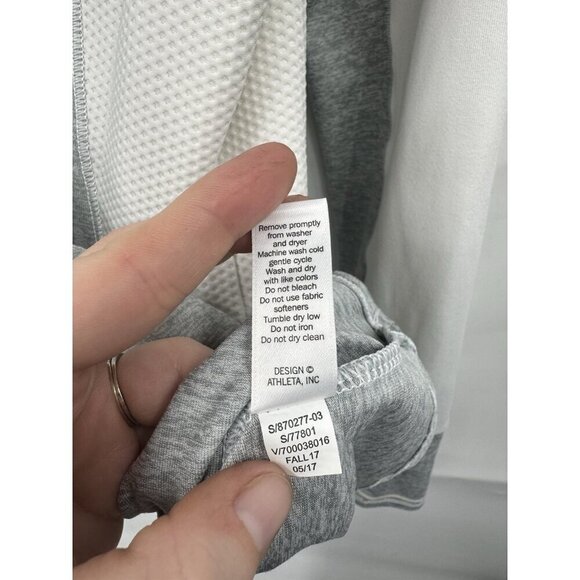 Remove promptly
from washer
and dryer
Machine wash cold
gentle cycle
Wash and dry
with like colors
Do not bleach
Do not use fabric
softeners
Tumble dry low
Do not iron
Do not dry clean
DESIGN ©
ATHLETA, INC
S/870277-03
S/77801
V/700038016
FALL17
05/17